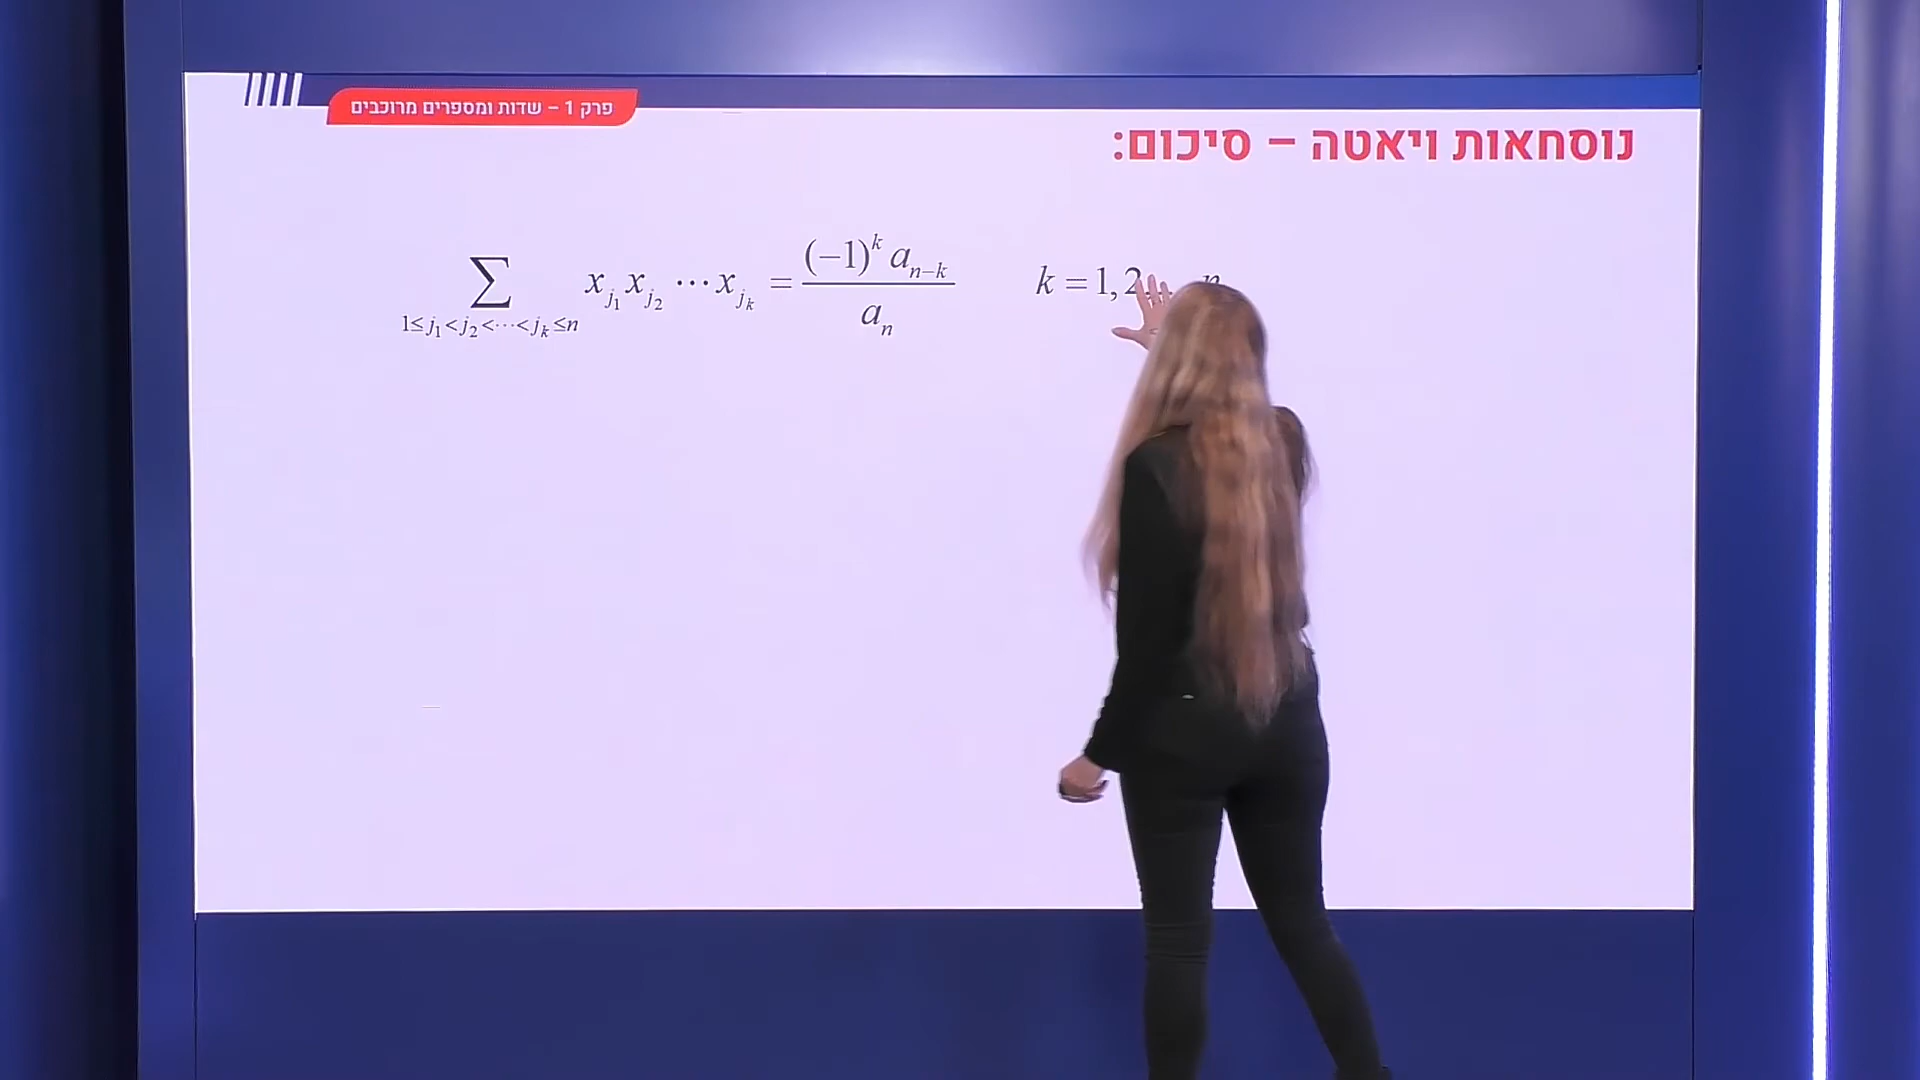 פרק 1 – שדות ומספרים מרוכבים
נוסחאות ויאטה – סיכום:
\sum_{1 \le j_1 < j_2 < \cdots < j_k \le n} x_{j_1} x_{j_2} \cdots x_{j_k} = \frac{(-1)^k a_{n-k}}{a_n} k = 1, 2 n